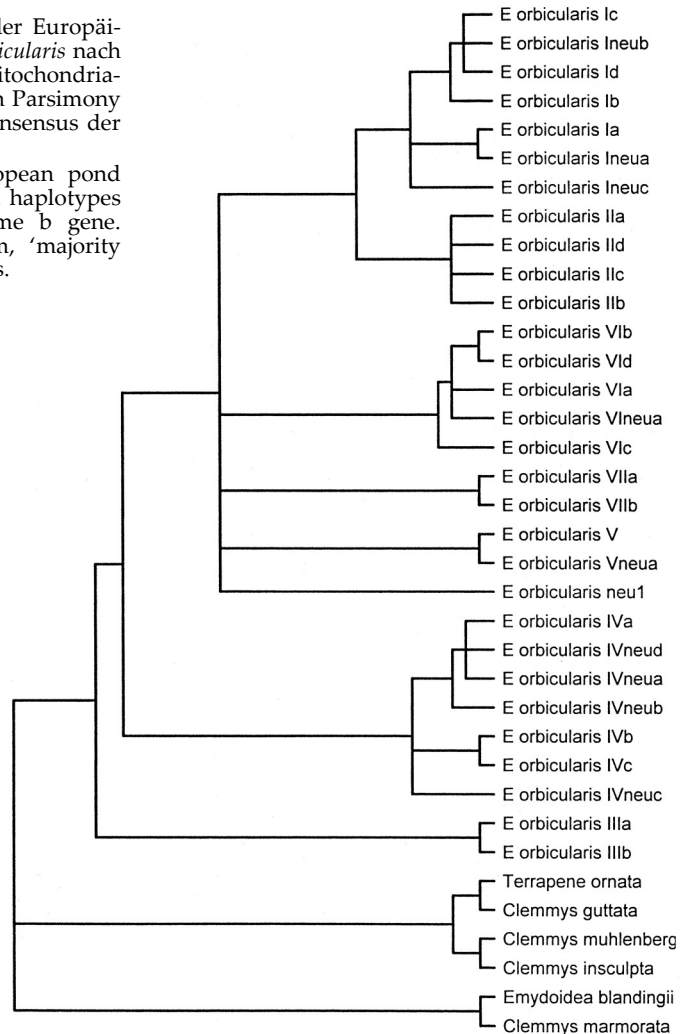 ler Europäi-
icularis nach
itochondria-
n Parsimony
nsensus der
opean pond
haplotypes
me b gene.
n, ‘majority
s.
E orbicularis Ic
E orbicularis Ineub
E orbicularis Id
E orbicularis Ib
E orbicularis Ia
E orbicularis Ineua
E orbicularis Ineuc
E orbicularis IIa
E orbicularis IId
E orbicularis IIc
E orbicularis IIb
E orbicularis VIb
E orbicularis VId
E orbicularis VIa
E orbicularis VIneua
E orbicularis VIc
E orbicularis VIIa
E orbicularis VIIb
E orbicularis V
E orbicularis Vneua
E orbicularis neu1
E orbicularis IVa
E orbicularis IVneud
E orbicularis IVneua
E orbicularis IVneub
E orbicularis IVb
E orbicularis IVc
E orbicularis IVneuc
E orbicularis IIIa
E orbicularis IIIb
Terrapene ornata
Clemmys guttata
Clemmys muhlenberg
Clemmys insculpta
Emydoidea blandingii
Clemmys marmorata